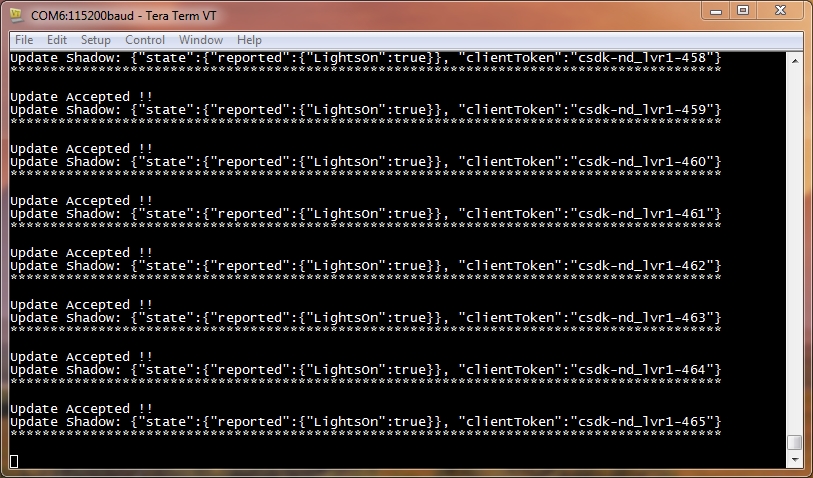 COM6:115200baud - Tera Term VT
File Edit Setup Control Window Help
Update Shadow: {"state":{"reported":{"LightsOn":true}}, "clientToken":"csdk-nd_lvr1-458"}
*****************************************************************************************
Update Accepted !!
Update Shadow: {"state":{"reported":{"LightsOn":true}}, "clientToken":"csdk-nd_lvr1-459"}
*****************************************************************************************
Update Accepted !!
Update Shadow: {"state":{"reported":{"LightsOn":true}}, "clientToken":"csdk-nd_lvr1-460"}
*****************************************************************************************
Update Accepted !!
Update Shadow: {"state":{"reported":{"LightsOn":true}}, "clientToken":"csdk-nd_lvr1-461"}
*****************************************************************************************
Update Accepted !!
Update Shadow: {"state":{"reported":{"LightsOn":true}}, "clientToken":"csdk-nd_lvr1-462"}
*****************************************************************************************
Update Accepted !!
Update Shadow: {"state":{"reported":{"LightsOn":true}}, "clientToken":"csdk-nd_lvr1-463"}
*****************************************************************************************
Update Accepted !!
Update Shadow: {"state":{"reported":{"LightsOn":true}}, "clientToken":"csdk-nd_lvr1-464"}
*****************************************************************************************
Update Accepted !!
Update Shadow: {"state":{"reported":{"LightsOn":true}}, "clientToken":"csdk-nd_lvr1-465"}
*****************************************************************************************